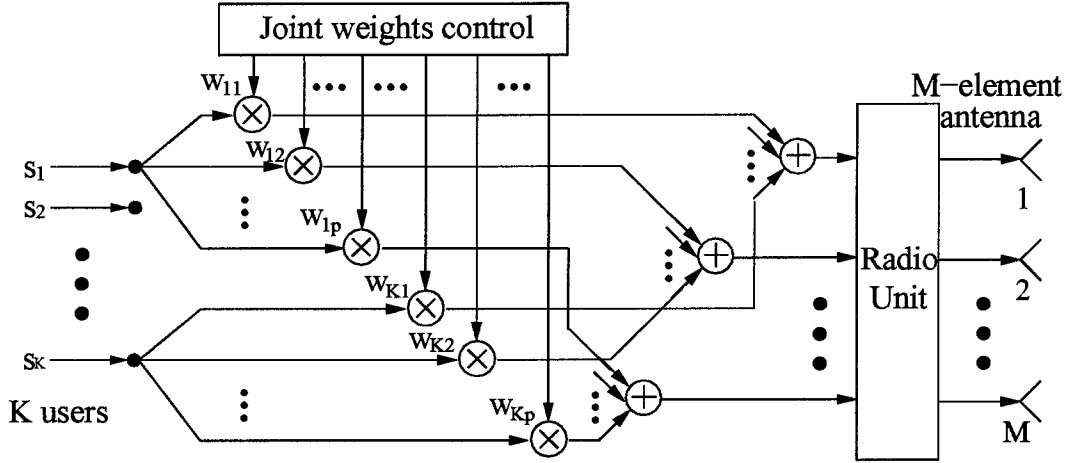 Joint weights control
w11
w12
w1p
wK1
wK2
wKp
s1
s2
sK
K users
M−element
antenna
Radio
Unit
1
2
M